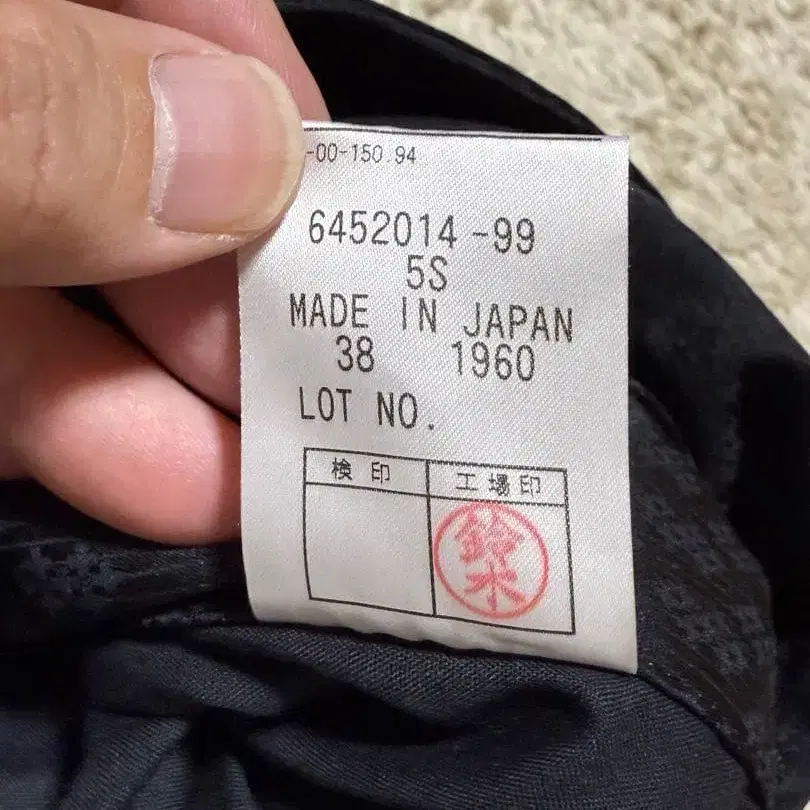 -00-150.94
6452014-99
5S
MADE IN JAPAN
38 1960
LOT NO.
検印 工場印
鈴木